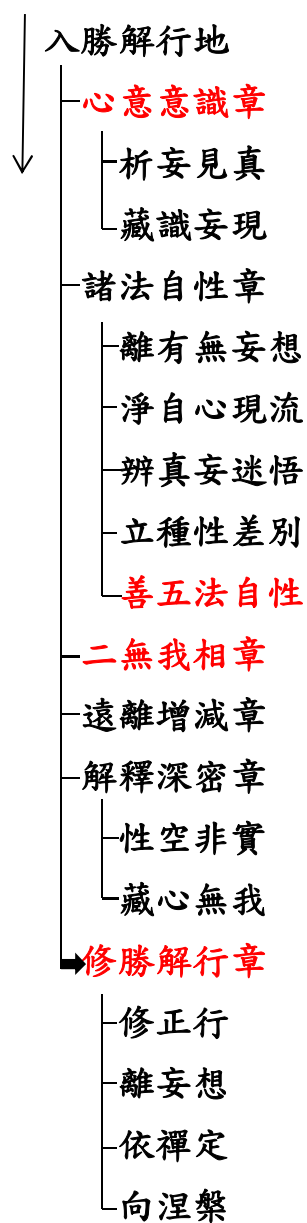 入勝解行地
心意意識章
析妄見真
藏識妄現
諸法自性章
離有無妄想
淨自心現流
辨真妄迷悟
立種性差別
善五法自性
二無我相章
遠離增減章
解釋深密章
性空非實
藏心無我
修勝解行章
修正行
離妄想
依禪定
向涅槃